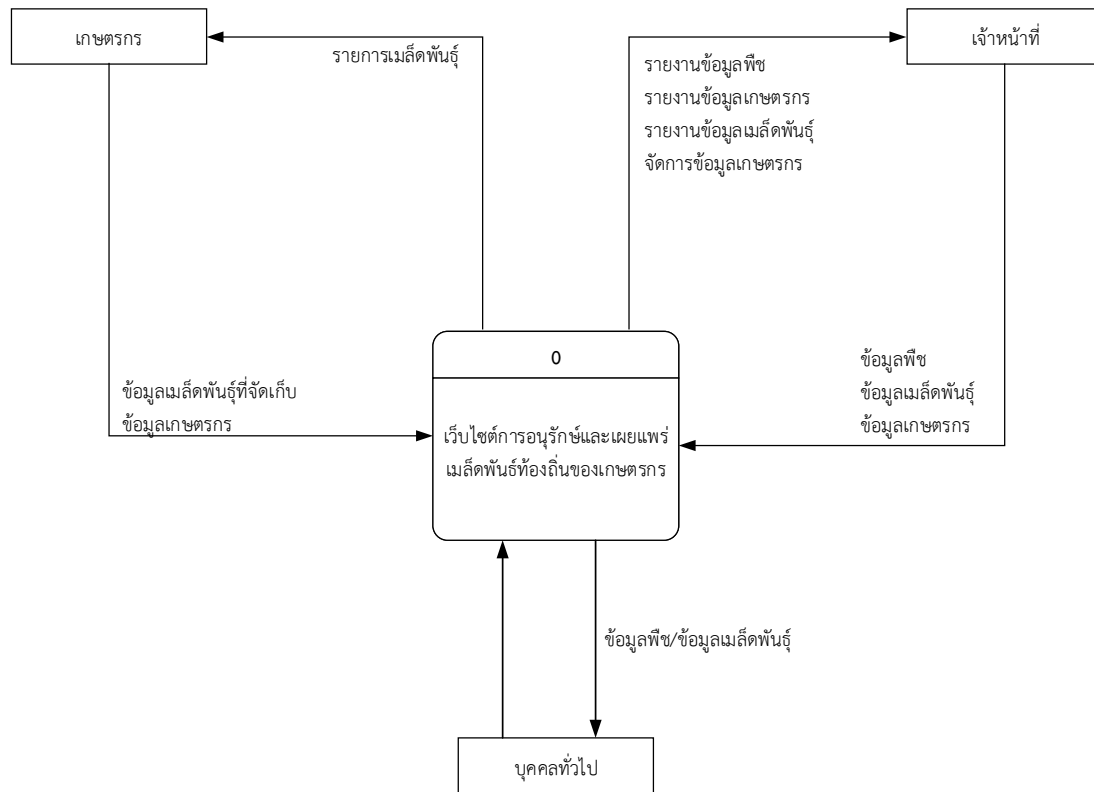 เกษตรกร
เจ้าหน้าที่
รายการเมล็ดพันธุ์
รายงานข้อมูลพืช
รายงานข้อมูลเกษตรกร
รายงานข้อมูลเมล็ดพันธุ์
จัดการข้อมูลเกษตรกร
0
เว็บไซต์การอนุรักษ์และเผยแพร่
เมล็ดพันธ์ท้องถิ่นของเกษตรกร
ข้อมูลเมล็ดพันธุ์ที่จัดเก็บ
ข้อมูลเกษตรกร
ข้อมูลพืช
ข้อมูลเมล็ดพันธุ์
ข้อมูลเกษตรกร
ข้อมูลพืช/ข้อมูลเมล็ดพันธุ์
บุคคลทั่วไป